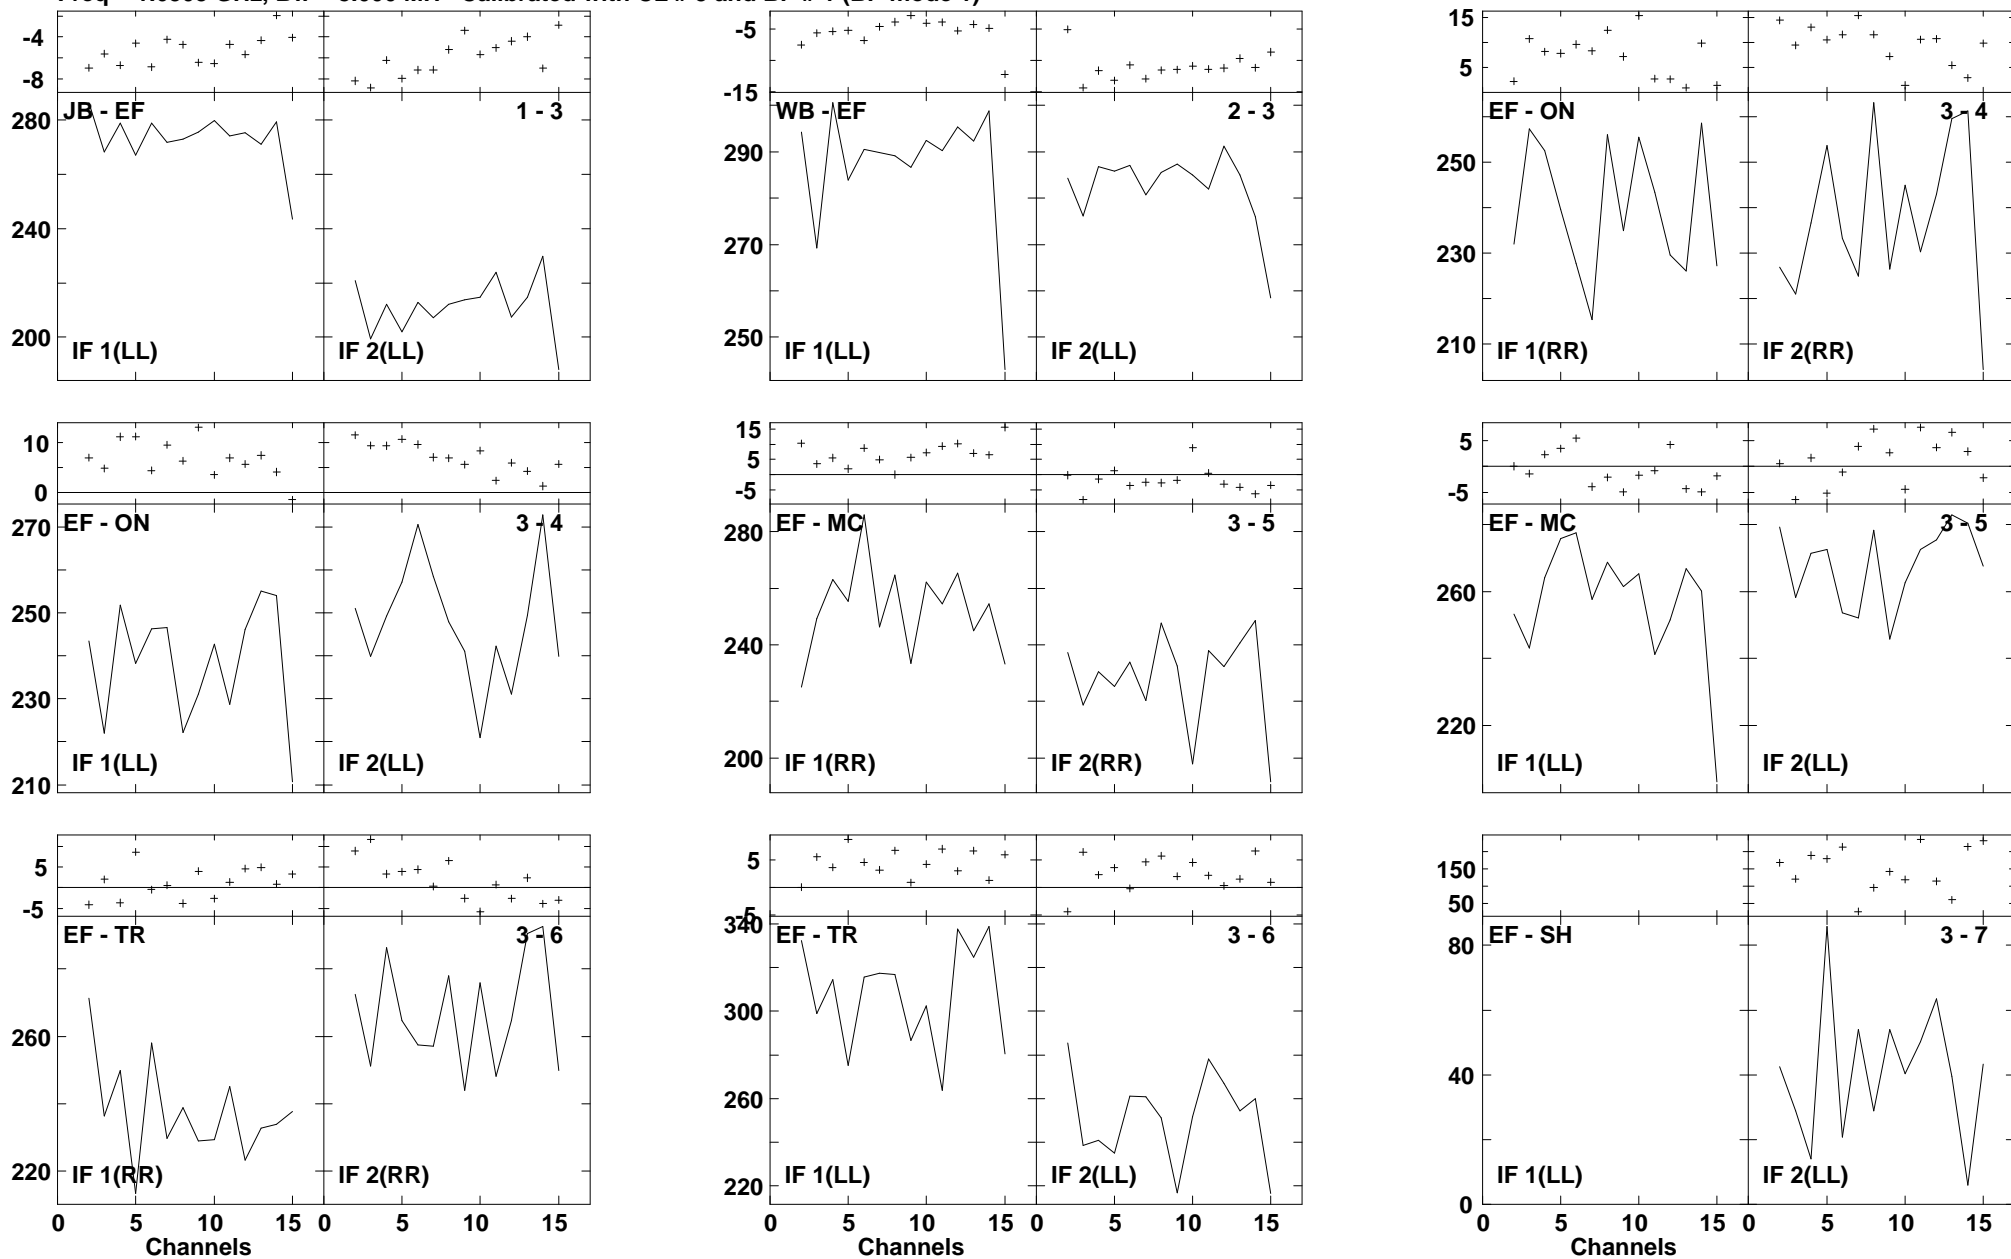 -4
-8
JB - EF
1 - 3
280
240
200
IF 1(LL)
IF 2(LL)
-5
-15
WB - EF
2 - 3
290
270
250
IF 1(LL)
IF 2(LL)
15
5
EF - ON
3 - 4
250
230
210
IF 1(RR)
IF 2(RR)
10
0
EF - ON
3 - 4
270
250
230
210
IF 1(LL)
IF 2(LL)
15
5
-5
EF - MC
3 - 5
280
240
200
IF 1(RR)
IF 2(RR)
5
-5
EF - MC
3 - 5
260
220
IF 1(LL)
IF 2(LL)
5
-5
EF - TR
3 - 6
260
220
IF 1(RR)
IF 2(RR)
0 5 10 15 0 5 10 15
Channels
5
-5
EF - TR
3 - 6
340
300
260
220
IF 1(LL)
IF 2(LL)
0 5 10 15 0 5 10 15
Channels
150
50
EF - SH
3 - 7
80
40
0
IF 1(LL)
IF 2(LL)
0 5 10 15 0 5 10 15
Channels